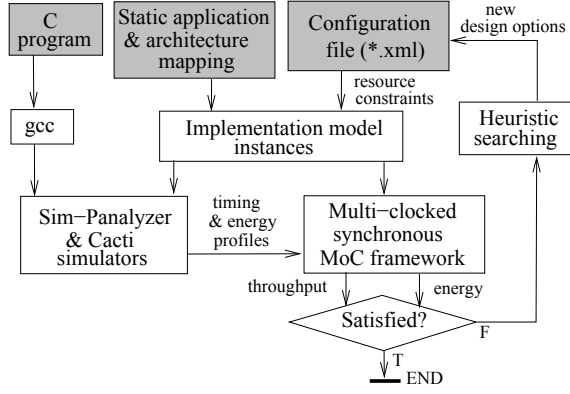 C
program
Static application
& architecture
mapping
Configuration
file (*.xml)
new
design options
resource
constraints
gcc
Implementation model
instances
Heuristic
searching
Sim-Panalyzer
& Cacti
simulators
timing
& energy
profiles
Multi-clocked
synchronous
MoC framework
throughput
energy
Satisfied?
F
T
END